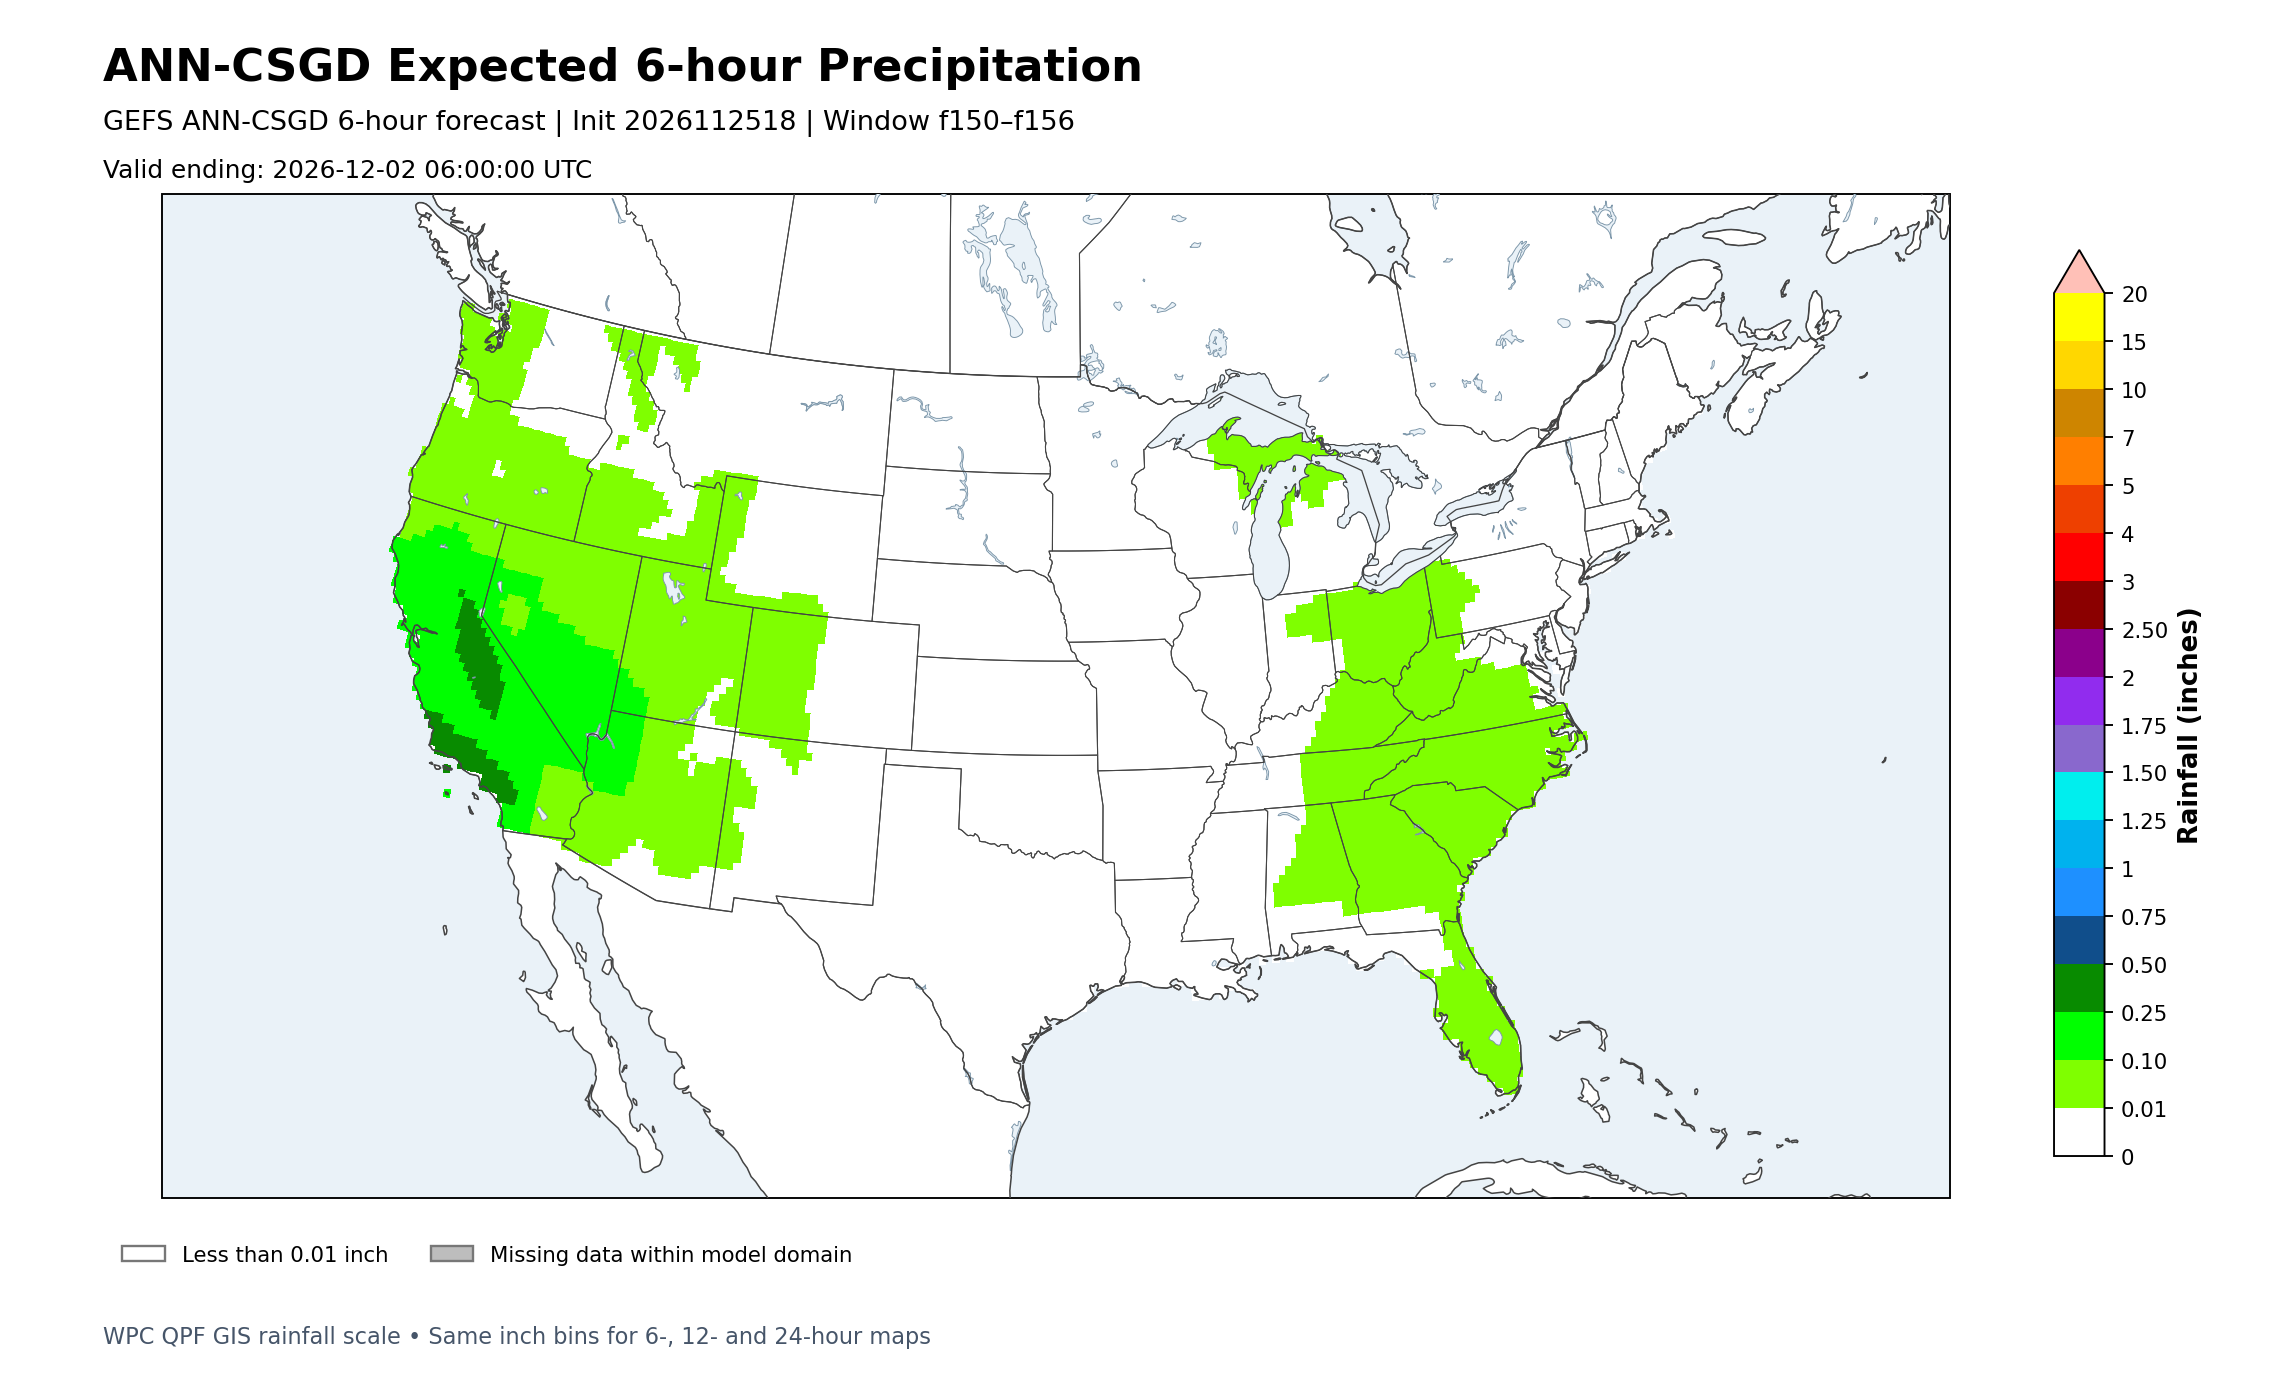 ANN-CSGD Expected 6-hour Precipitation
GEFS ANN-CSGD 6-hour forecast | Init 2026112518 | Window f150–f156
Valid ending: 2026-12-02 06:00:00 UTC
20
15
10
7
5
4
3
2.50
2
1.75
1.50
1.25
1
0.75
0.50
0.25
0.10
0.01
0
Rainfall (inches)
Less than 0.01 inch
Missing data within model domain
WPC QPF GIS rainfall scale • Same inch bins for 6-, 12- and 24-hour maps